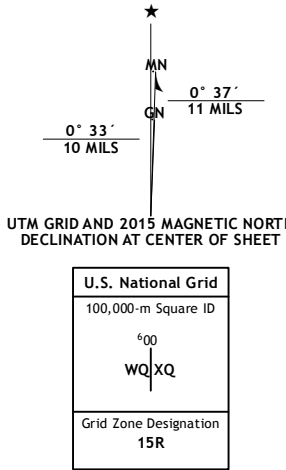 ★
MN
0° 37´
11 MILS
GN
0° 33´
10 MILS
UTM GRID AND 2015 MAGNETIC NORTH
DECLINATION AT CENTER OF SHEET
U.S. National Grid
100,000-m Square ID
⁶00
WQ XQ
Grid Zone Designation
15R